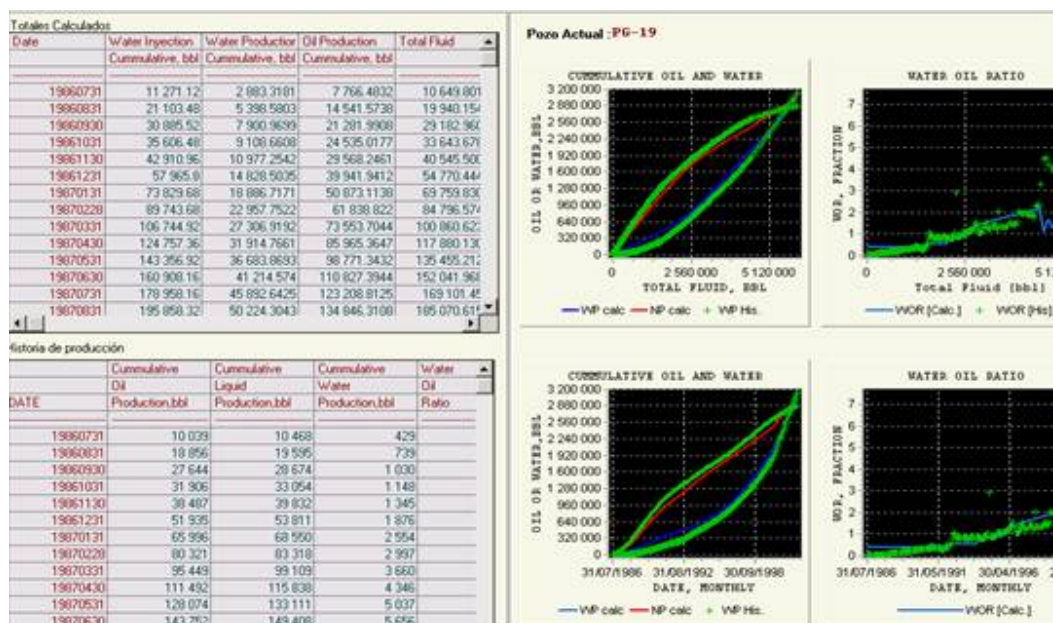 Totales Calculados
Date Water Inyection Water Production Oil Production Total Fluid
Cummulative, bbl Cummulative, bbl Cummulative, bbl
19860731 11 271.12 2 883.3181 7 766.4832 10 649.801
19860831 21 103.48 5 398.5803 14 541.5738 19 940.154
19860930 30 885.52 7 900.9699 21 281.9908 29 182.960
19861031 35 606.48 9 108.6608 24 535.0177 33 643.678
19861130 42 910.96 10 977.2542 29 568.2461 40 545.500
19861231 57 965.8 14 828.5035 39 941.9412 54 770.444
19870131 73 829.68 18 886.7171 50 873.1138 69 759.830
19870228 89 743.68 22 957.7522 61 838.822 84 796.574
19870331 106 744.92 27 306.9192 73 553.7044 100 860.623
19870430 124 757.36 31 914.7661 85 965.3647 117 880.130
19870531 143 356.92 36 683.8693 98 771.3432 135 455.212
19870630 160 908.16 41 214.574 110 827.3944 152 041.968
19870731 178 958.16 45 892.6425 123 208.8125 169 101.45
19870831 195 858.32 50 224.3043 134 846.3108 185 070.615
Historia de producción
Cummulative Cummulative Cummulative Water
Oil Liquid Water Oil
DATE Production,bbl Production,bbl Production,bbl Ratio
19860731 10 039 10 468 429
19860831 18 856 19 595 739
19860930 27 644 28 674 1 030
19861031 31 906 33 054 1 148
19861130 38 487 39 832 1 345
19861231 51 935 53 811 1 876
19870131 65 996 68 550 2 554
19870228 80 321 83 318 2 997
19870331 95 449 99 109 3 660
19870430 111 492 115 838 4 346
19870531 128 074 133 111 5 037
19870630 143 752 149 408 5 656
Pozo Actual :PG-19
CUMMULATIVE OIL AND WATER
OIL OR WATER,BBL
3 200 000
2 880 000
2 560 000
2 240 000
1 920 000
1 600 000
1 280 000
960 000
640 000
320 000
0
0 2 560 000 5 120 000
TOTAL FLUID, BBL
WP calc NP calc + WP His.
WATER OIL RATIO
WOR, FRACTION
7
6
5
4
3
2
1
0
0 2 560 000
Total Fluid [bbl]
WOR [Calc.] + WOR [His]
CUMMULATIVE OIL AND WATER
OIL OR WATER,BBL
3 200 000
2 880 000
2 560 000
2 240 000
1 920 000
1 600 000
1 280 000
960 000
640 000
320 000
0
31/07/1986 31/08/1992 30/09/1998
DATE, MONTHLY
WP calc NP calc + WP His.
WATER OIL RATIO
WOR, FRACTION
7
6
5
4
3
2
1
0
31/07/1986 31/05/1991 30/04/1996
DATE, MONTHLY
WOR [Calc.]